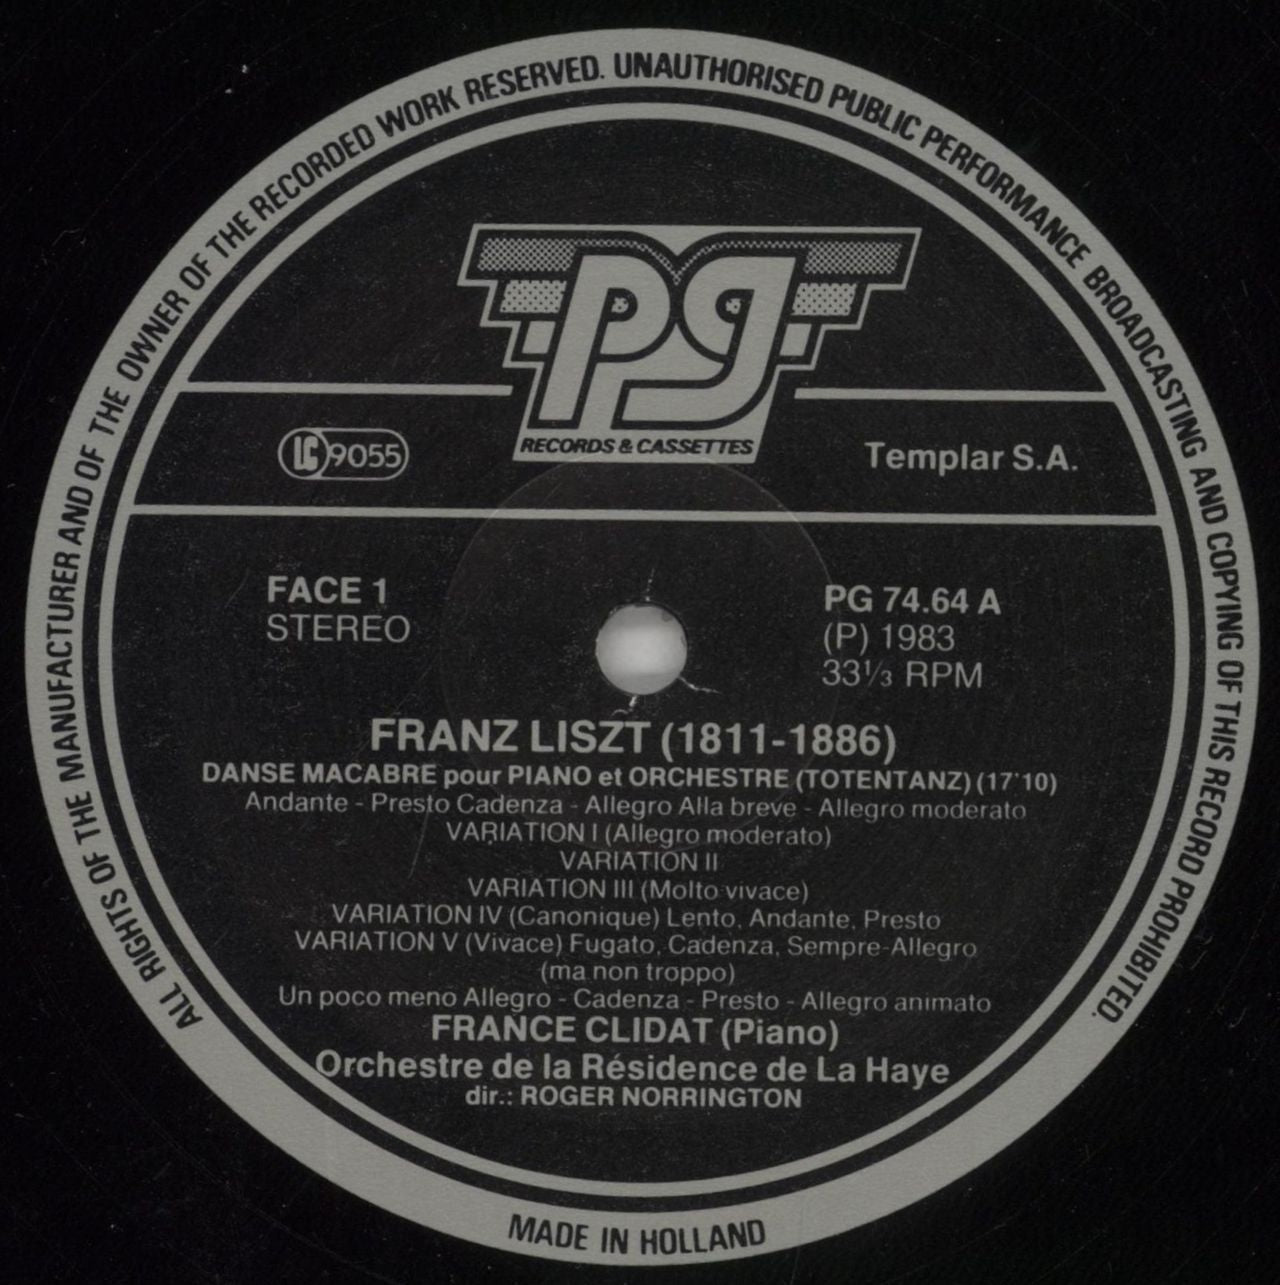 ALL RIGHTS OF THE MANUFACTURER AND OF THE OWNER OF THE RECORDED WORK RESERVED. UNAUTHORISED PUBLIC PERFORMANCE BROADCASTING AND COPYING OF THIS RECORD PROHIBITED.
pg
RECORDS & CASSETTES
LC 9055
Templar S.A.
FACE 1
STEREO
PG 74.64 A
(P) 1983
33⅓ RPM
FRANZ LISZT (1811-1886)
DANSE MACABRE pour PIANO et ORCHESTRE (TOTENTANZ) (17'10)
Andante - Presto Cadenza - Allegro Alla breve - Allegro moderato
VARIATION I (Allegro moderato)
VARIATION II
VARIATION III (Molto vivace)
VARIATION IV (Canonique) Lento, Andante, Presto
VARIATION V (Vivace) Fugato, Cadenza, Sempre-Allegro
(ma non troppo)
Un poco meno Allegro - Cadenza - Presto - Allegro animato
FRANCE CLIDAT (Piano)
Orchestre de la Résidence de La Haye
dir.: ROGER NORRINGTON
MADE IN HOLLAND